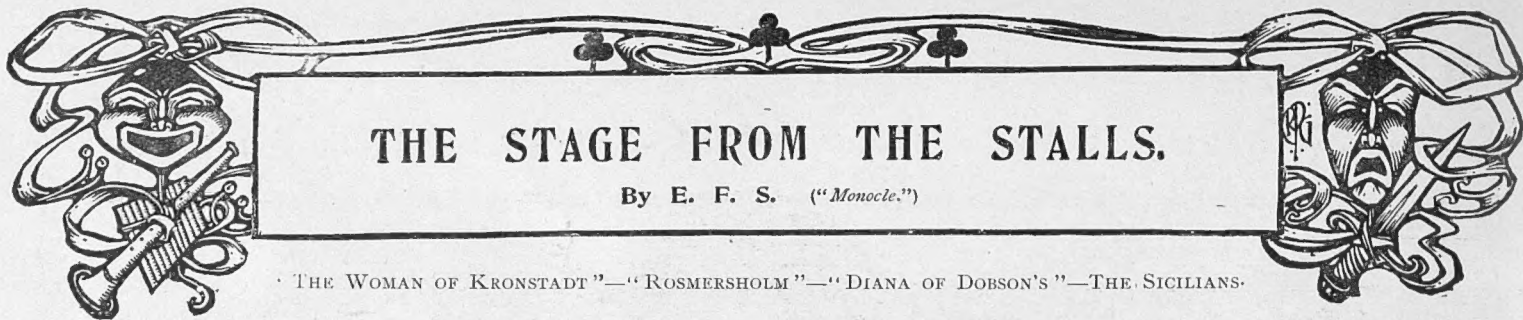 THE STAGE FROM THE STALLS.
By E. F. S. ("Monocle.")
THE WOMAN OF KRONSTADT"—"ROSMERSHOLM"—"DIANA OF DOBSON'S"—THE SICILIANS.